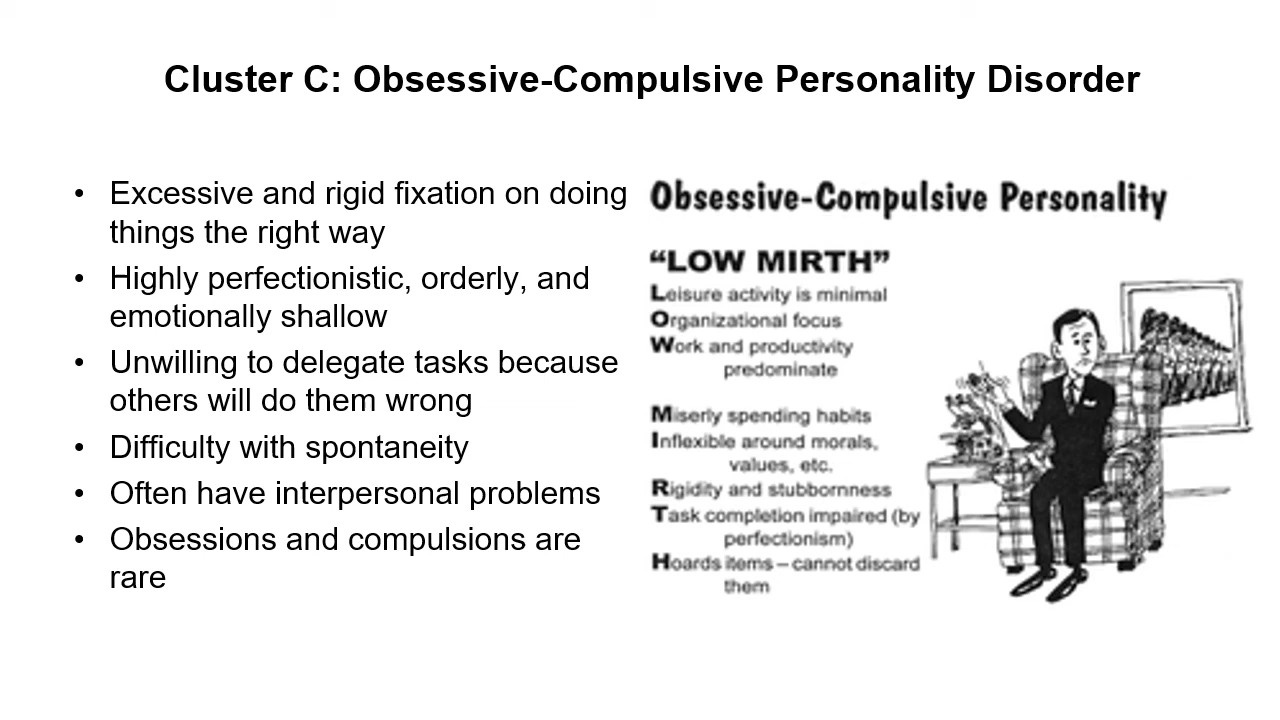 Cluster C: Obsessive-Compulsive Personality Disorder
• Excessive and rigid fixation on doing
things the right way
• Highly perfectionistic, orderly, and
emotionally shallow
• Unwilling to delegate tasks because
others will do them wrong
• Difficulty with spontaneity
• Often have interpersonal problems
• Obsessions and compulsions are
rare
Obsessive-Compulsive Personality
“LOW MIRTH”
Leisure activity is minimal
Organizational focus
Work and productivity
predominate
Miserly spending habits
Inflexible around morals,
values, etc.
Rigidity and stubbornness
Task completion impaired (by
perfectionism)
Hoards items – cannot discard
them